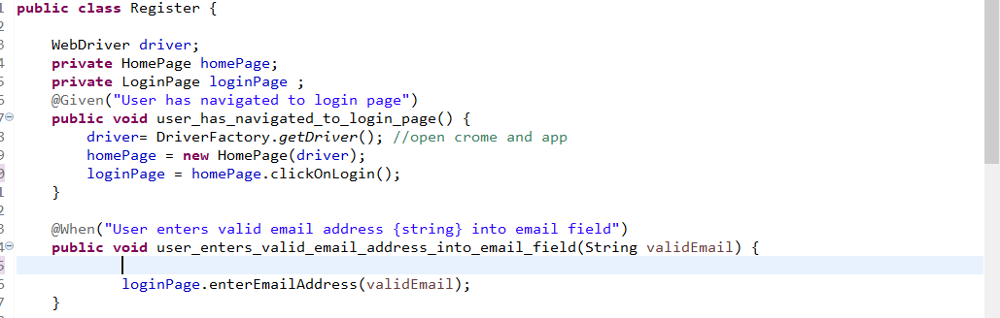 public class Register {
WebDriver driver;
private HomePage homePage;
private LoginPage loginPage ;
@Given("User has navigated to login page")
public void user_has_navigated_to_login_page() {
driver= DriverFactory.getDriver(); //open crome and app
homePage = new HomePage(driver);
loginPage = homePage.clickOnLogin();
}
@When("User enters valid email address {string} into email field")
public void user_enters_valid_email_address_into_email_field(String validEmail) {
loginPage.enterEmailAddress(validEmail);
}